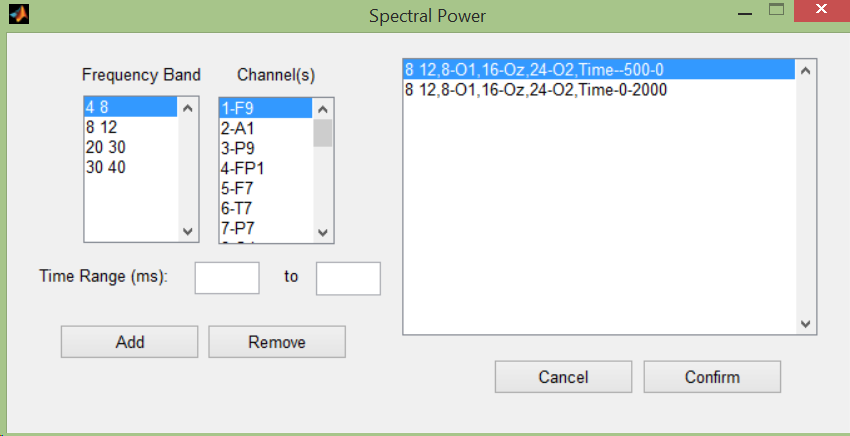 Spectral Power
Frequency Band
Channel(s)
4 8
8 12
20 30
30 40
1-F9
2-A1
3-P9
4-FP1
5-F7
6-T7
7-P7
Time Range (ms):
to
Add
Remove
8 12,8-O1,16-Oz,24-O2,Time--500-0
8 12,8-O1,16-Oz,24-O2,Time-0-2000
Cancel
Confirm